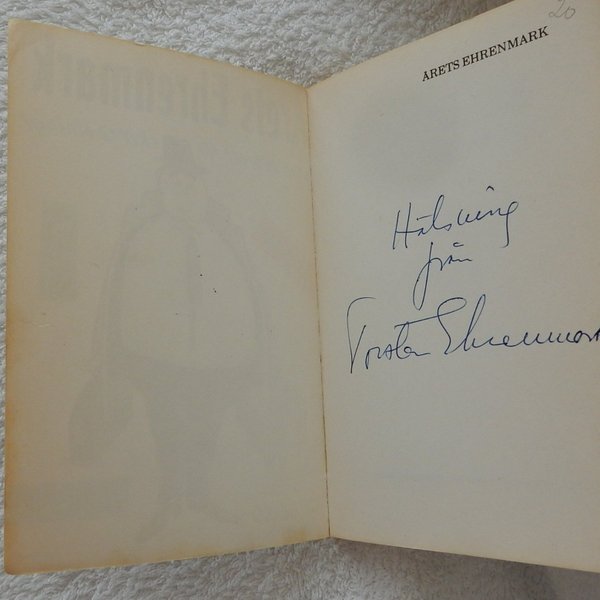 20
ÅRETS EHRENMARK
Hälsning
från
Torsten Ehrenmark